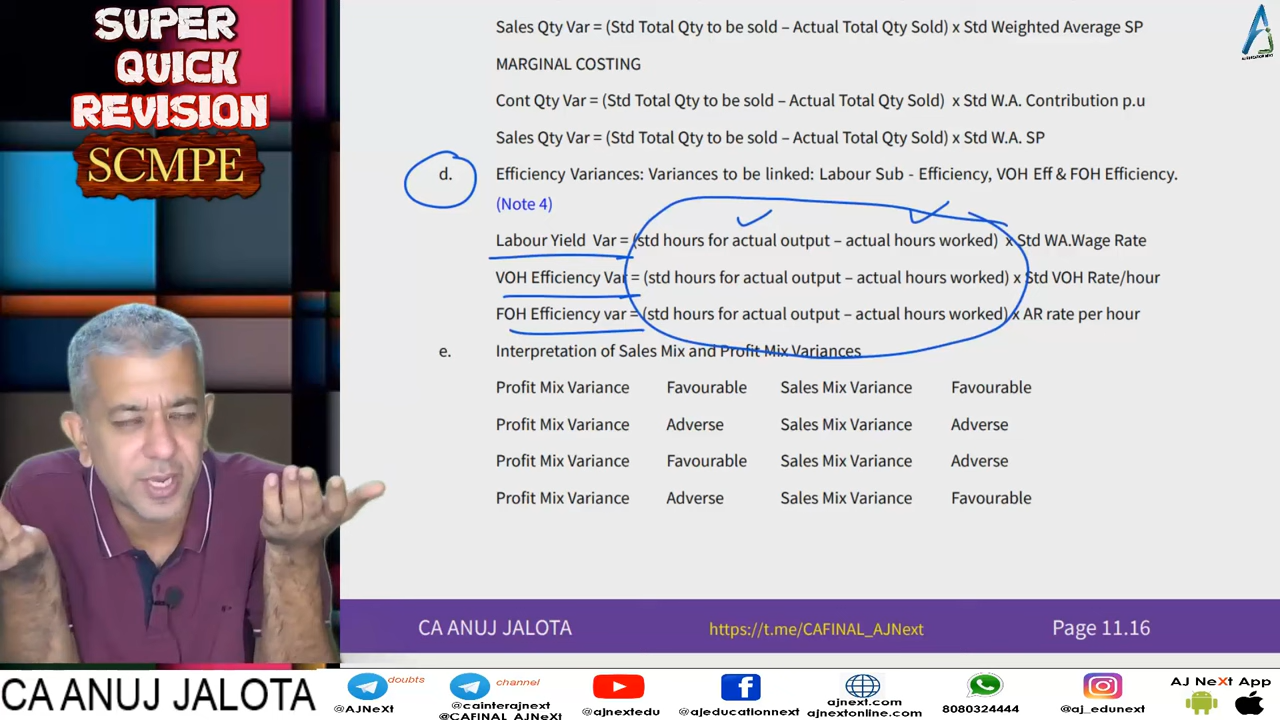 SUPER
QUICK
REVISION
SCMPE
Sales Qty Var = (Std Total Qty to be sold – Actual Total Qty Sold) x Std Weighted Average SP
MARGINAL COSTING
Cont Qty Var = (Std Total Qty to be sold – Actual Total Qty Sold) x Std W.A. Contribution p.u
Sales Qty Var = (Std Total Qty to be sold – Actual Total Qty Sold) x Std W.A. SP
d. Efficiency Variances: Variances to be linked: Labour Sub - Efficiency, VOH Eff & FOH Efficiency.
(Note 4)
Labour Yield Var = (std hours for actual output – actual hours worked) x Std WA.Wage Rate
VOH Efficiency Var = (std hours for actual output – actual hours worked) x Std VOH Rate/hour
FOH Efficiency var = (std hours for actual output – actual hours worked) x AR rate per hour
e. Interpretation of Sales Mix and Profit Mix Variances
Profit Mix Variance Favourable Sales Mix Variance Favourable
Profit Mix Variance Adverse Sales Mix Variance Adverse
Profit Mix Variance Favourable Sales Mix Variance Adverse
Profit Mix Variance Adverse Sales Mix Variance Favourable
CA ANUJ JALOTA https://t.me/CAFINAL_AJNext Page 11.16
CA ANUJ JALOTA
doubts
@AJNeXt
channel
@cainterajnext
@CAFINAL_AJNeXt
@ajnextedu
@ajeducationnext
ajnext.com
ajnextonline.com
8080324444
@aj_edunext
AJ NeXt App